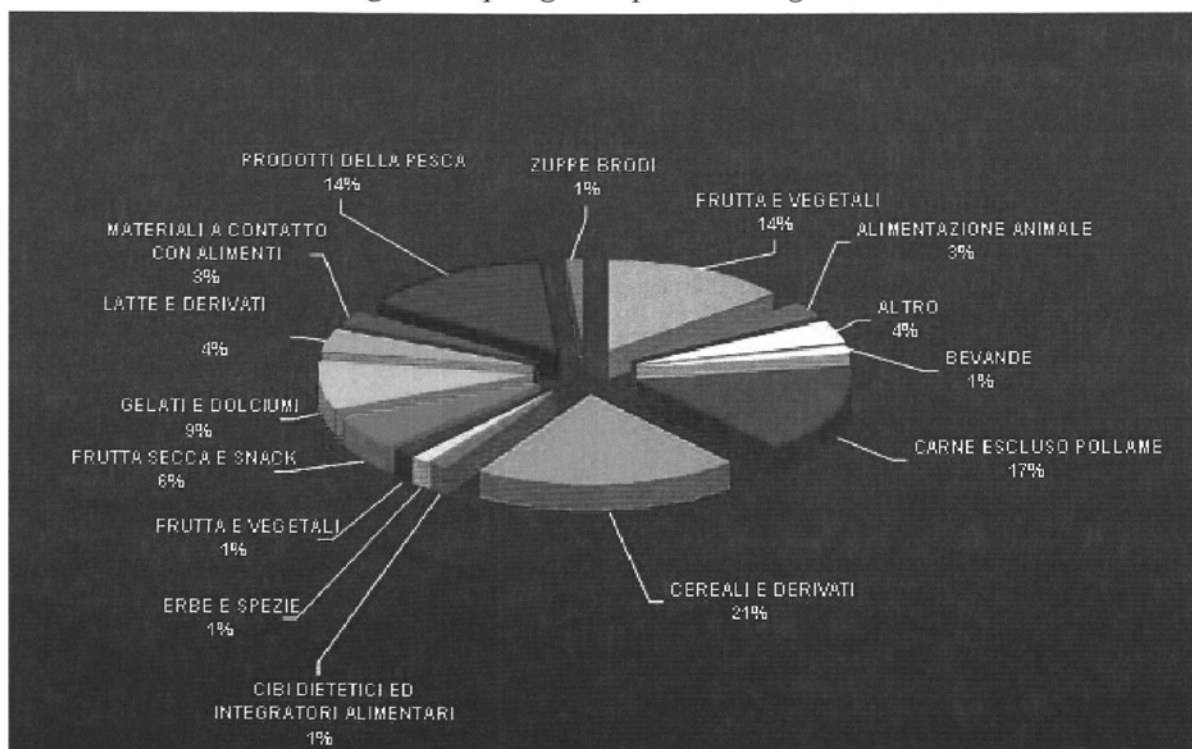 PRODOTTI DELLA PESCA
14%
ZUPPE BRODI
1%
FRUTTA E VEGETALI
14%
ALIMENTAZIONE ANIMALE
3%
MATERIALI A CONTATTO
CON ALIMENTI
3%
ALTRO
4%
LATTE E DERIVATI
4%
BEVANDE
1%
GELATI E DOLCIUMI
9%
CARNE ESCLUSO POLLAME
17%
FRUTTA SECCA E SNACK
6%
FRUTTA E VEGETALI
1%
CEREALI E DERIVATI
21%
ERBE E SPEZIE
1%
CIBI DIETETICI ED
INTEGRATORI ALIMENTARI
1%